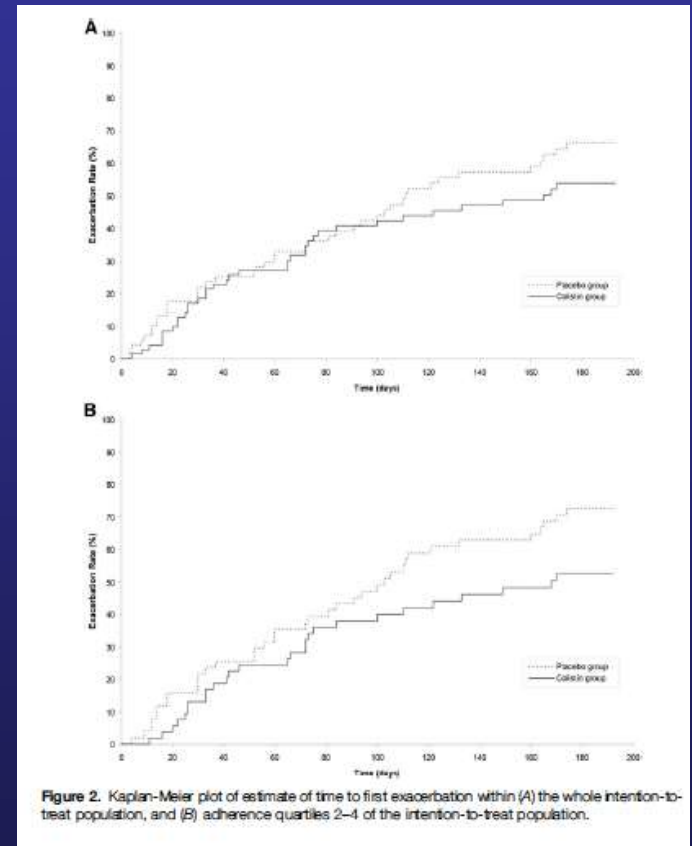 A
100
90
80
70
60
50
40
30
20
10
0
Exacerbation Rate (%)
Placebo group
Colistin group
0 20 40 60 80 100 120 140 160 180 200
Time (days)
B
100
90
80
70
60
50
40
30
20
10
0
Exacerbation Rate (%)
Placebo group
Colistin group
0 20 40 60 80 100 120 140 160 180 200
Time (days)
Figure 2. Kaplan-Meier plot of estimate of time to first exacerbation within (A) the whole intention-to-
treat population, and (B) adherence quartiles 2–4 of the intention-to-treat population.